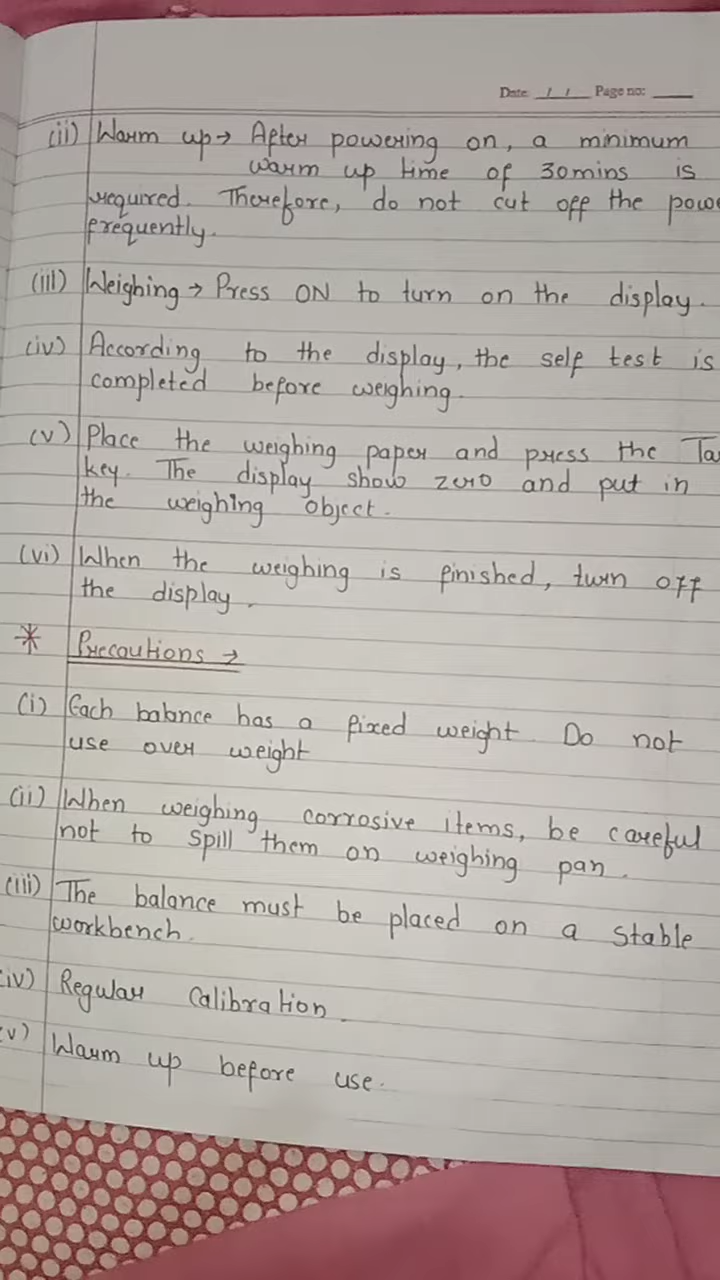 Date / / Page no:
(ii) Warm up → After powering on, a minimum
warm up time of 30mins is
required. Therefore, do not cut off the powe
frequently.
(iii) Weighing → Press ON to turn on the display.
(iv) According to the display, the self test is
completed before weighing.
(v) Place the weighing paper and press the Ta
key. The display show zero and put in
the weighing object.
(vi) When the weighing is finished, turn off
the display.
* Precautions →
(i) Each balance has a fixed weight. Do not
use over weight
(ii) When weighing corrosive items, be careful
not to spill them on weighing pan.
(iii) The balance must be placed on a stable
workbench.
iv) Regular Calibration.
v) Warm up before use.